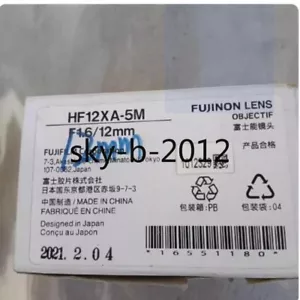 HF12XA-5M
F1.6/12mm
FUJINON LENS
OBJECTIF
富士能镜头
产品合格
sky-b-2012
12mm
7-3,
Tokyo
107-0052, Japan
富士胶片株式会社
日本国东京都港区赤坂9-7-3
中国制造 / MADE IN CHINA
FABRIQUÉ EN CHINE
包装箱:PB
包装袋:04
Designed in Japan
Conçu au Japan
2021.2.04
*16551180*